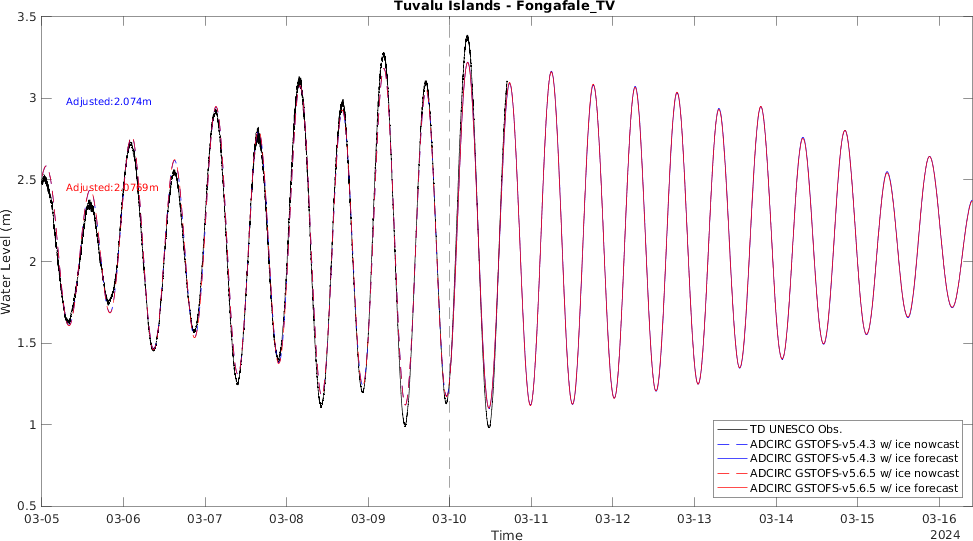 Tuvalu Islands - Fongafale_TV
3.5
3
2.5
2
1.5
1
0.5
Water Level (m)
Adjusted:2.074m
Adjusted:2.0769m
TD UNESCO Obs.
ADCIRC GSTOFS-v5.4.3 w/ ice nowcast
ADCIRC GSTOFS-v5.4.3 w/ ice forecast
ADCIRC GSTOFS-v5.6.5 w/ ice nowcast
ADCIRC GSTOFS-v5.6.5 w/ ice forecast
03-05 03-06 03-07 03-08 03-09 03-10 03-11 03-12 03-13 03-14 03-15 03-16
Time
2024